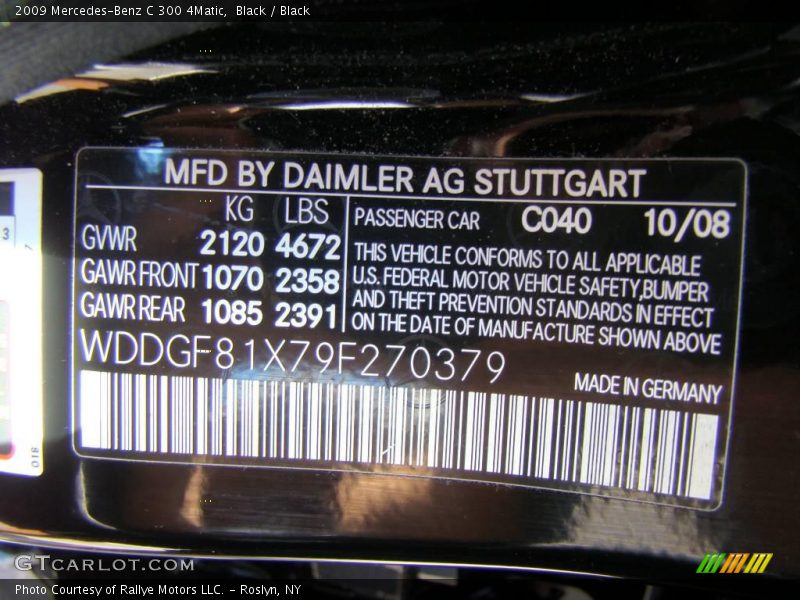 2009 Mercedes-Benz C 300 4Matic,  Black / Black
MFD BY DAIMLER AG STUTTGART
KG LBS
GVWR 2120 4672
GAWR FRONT 1070 2358
GAWR REAR 1085 2391
PASSENGER CAR C040 10/08
THIS VEHICLE CONFORMS TO ALL APPLICABLE
U.S. FEDERAL MOTOR VEHICLE SAFETY,BUMPER
AND THEFT PREVENTION STANDARDS IN EFFECT
ON THE DATE OF MANUFACTURE SHOWN ABOVE
WDDGF81X79F270379
MADE IN GERMANY
3
7
810
GTCARLOT.COM
Photo Courtesy of Rallye Motors LLC. - Roslyn, NY